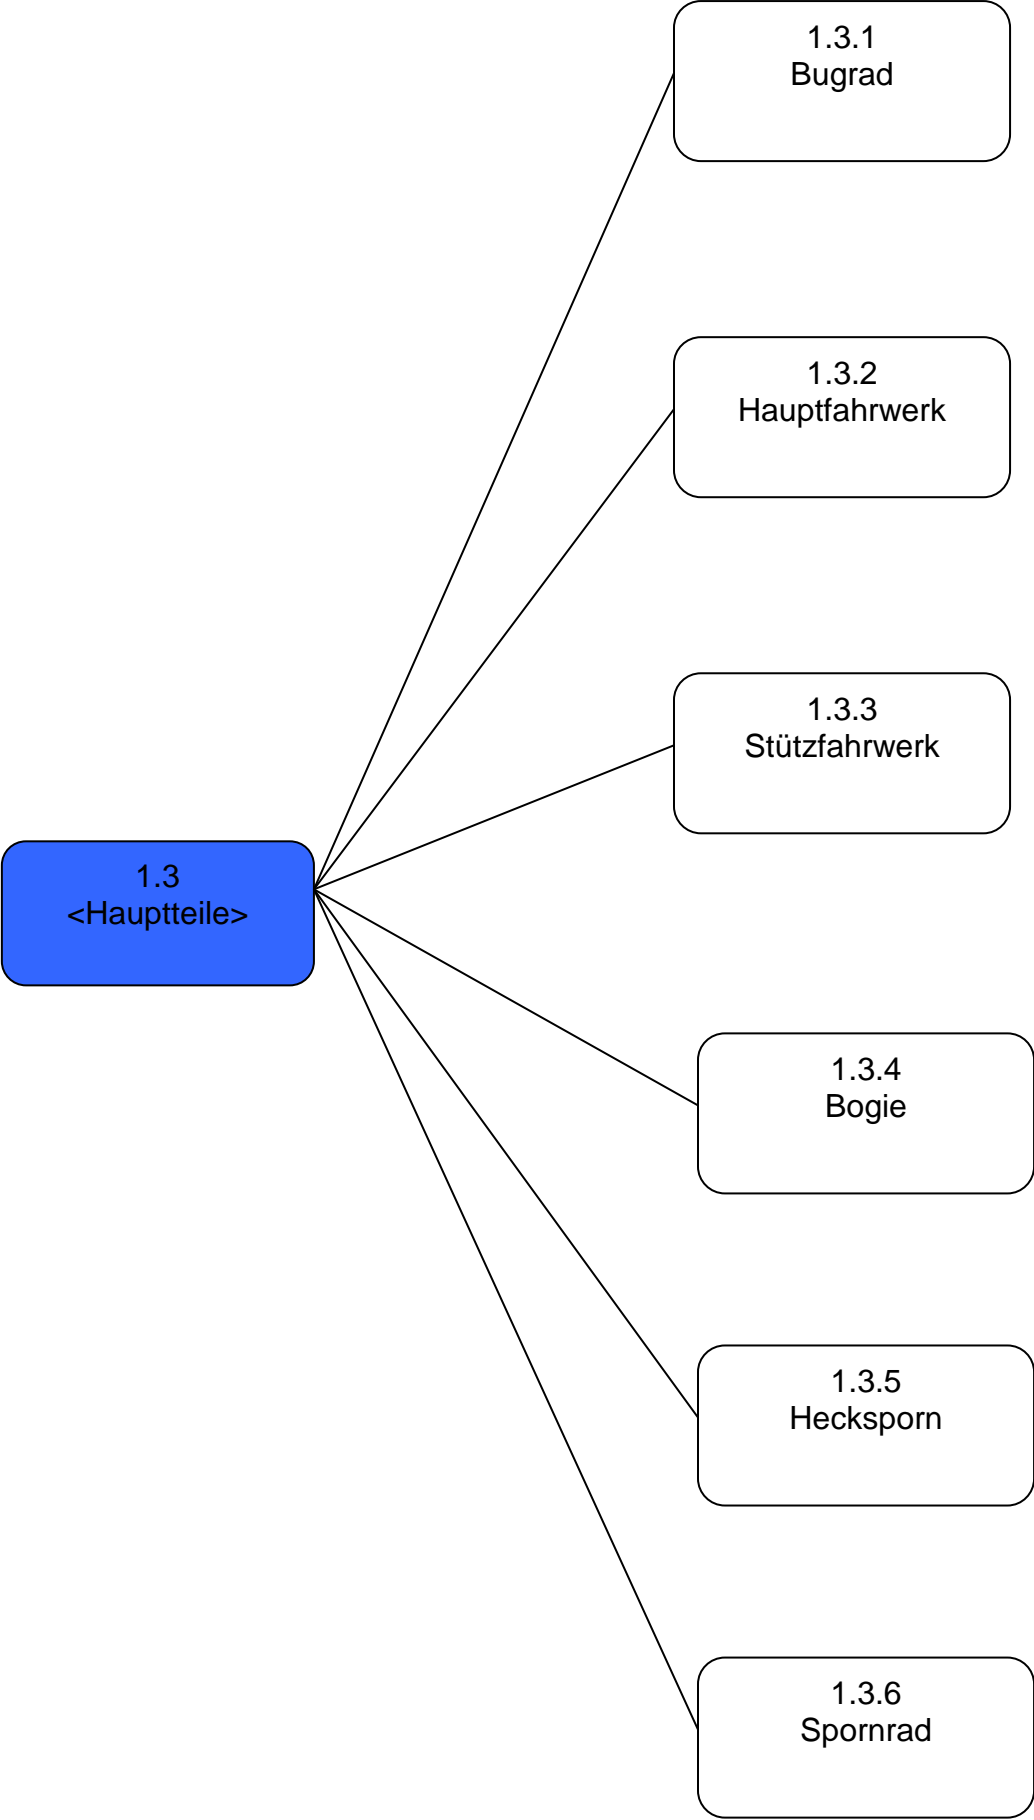 1.3.1
Bugrad
1.3.2
Hauptfahrwerk
1.3.3
Stützfahrwerk
1.3
<Hauptteile>
1.3.4
Bogie
1.3.5
Hecksporn
1.3.6
Spornrad